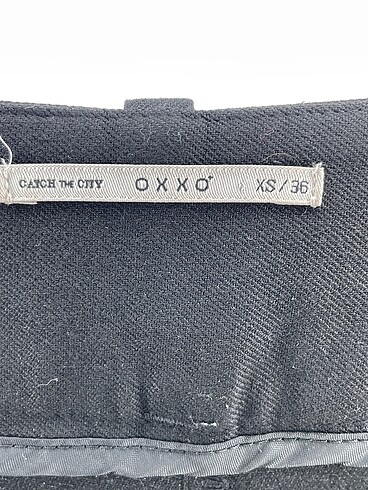 CATCH THE CITY OXXO XS/36